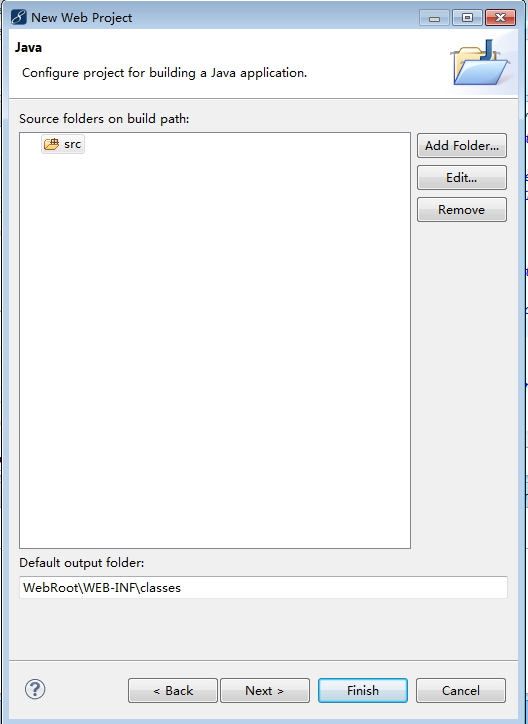 New Web Project
Java
Configure project for building a Java application.
Source folders on build path:
src
Add Folder...
Edit...
Remove
Default output folder:
WebRoot\WEB-INF\classes
?
< Back
Next >
Finish
Cancel